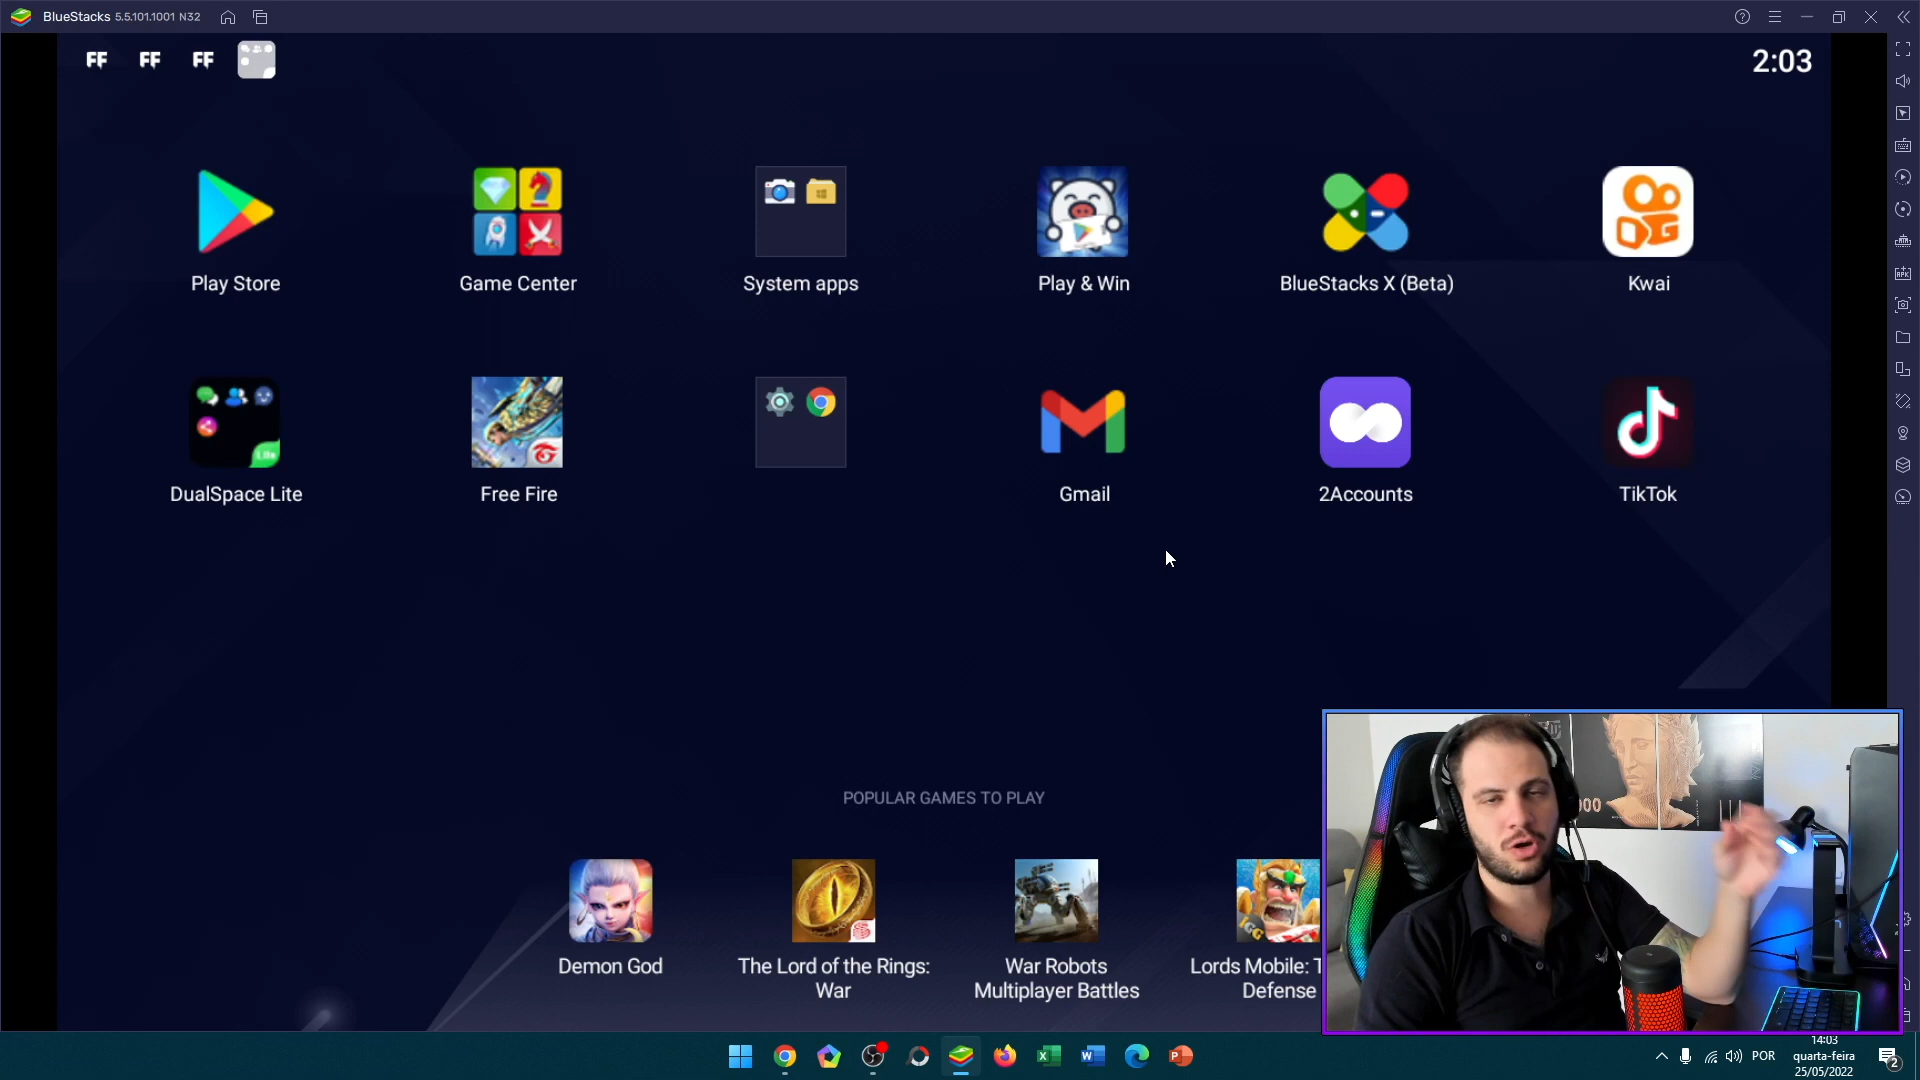 BlueStacks 5.5.101.1001 N32
FF FF FF
2:03
Play Store
Game Center
System apps
Play & Win
BlueStacks X (Beta)
Kwai
DualSpace Lite
Free Fire
Gmail
2Accounts
TikTok
POPULAR GAMES TO PLAY
Demon God
The Lord of the Rings:
War
War Robots
Multiplayer Battles
Lords Mobile: T
Defense
POR
14:03
quarta-feira
25/05/2022
2